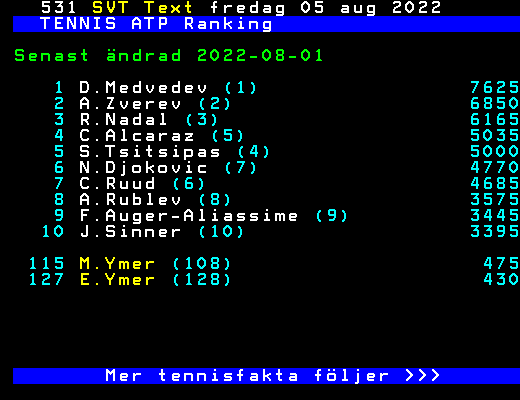 531 SVT Text fredag 05 aug 2022
TENNIS ATP Ranking
Senast ändrad 2022-08-01
1 D.Medvedev (1) 7625
2 A.Zverev (2) 6850
3 R.Nadal (3) 6165
4 C.Alcaraz (5) 5035
5 S.Tsitsipas (4) 5000
6 N.Djokovic (7) 4770
7 C.Ruud (6) 4685
8 A.Rublev (8) 3575
9 F.Auger-Aliassime (9) 3445
10 J.Sinner (10) 3395
115 M.Ymer (108) 475
127 E.Ymer (128) 430
Mer tennisfakta följer >>>